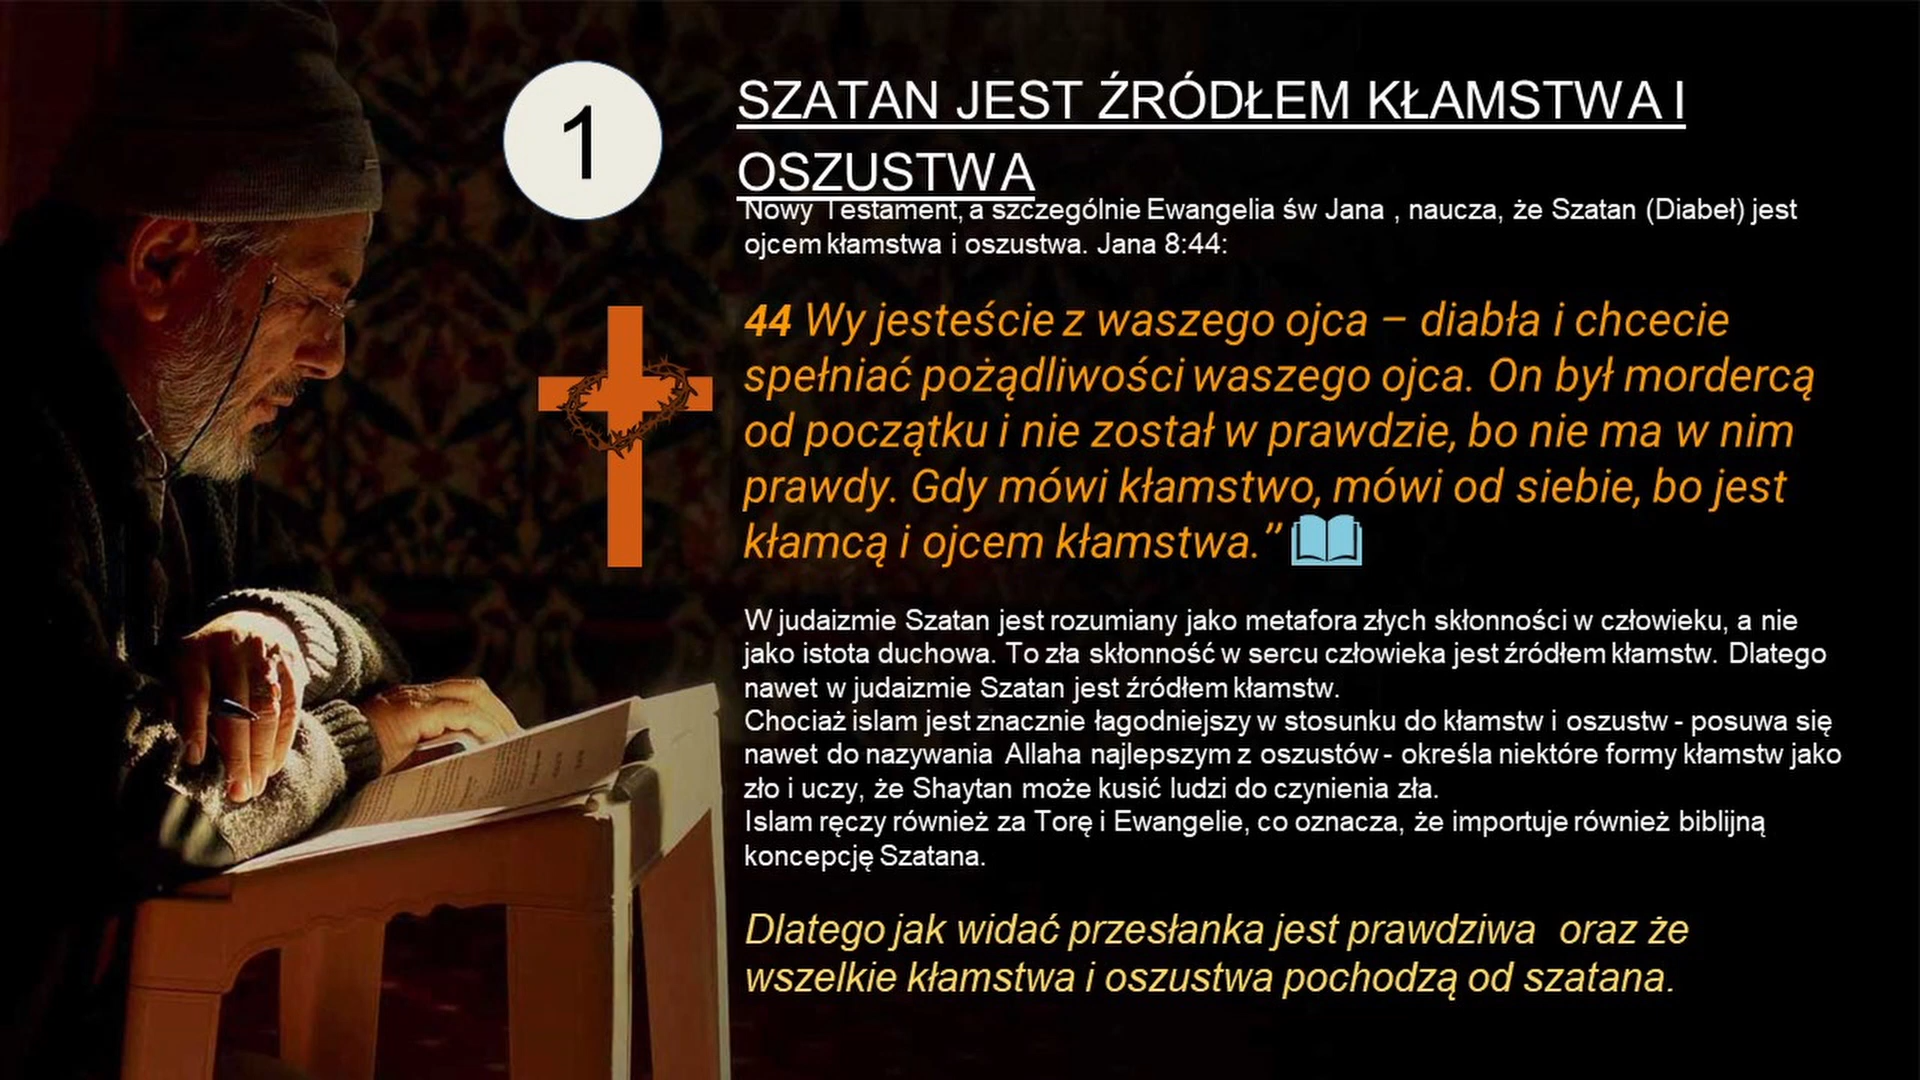 1
SZATAN JEST ŹRÓDŁEM KŁAMSTWA I
OSZUSTWA
Nowy Testament, a szczególnie Ewangelia św Jana , naucza, że Szatan (Diabeł) jest
ojcem kłamstwa i oszustwa. Jana 8:44:
44 Wy jesteście z waszego ojca – diabła i chcecie
spełniać pożądliwości waszego ojca. On był mordercą
od początku i nie został w prawdzie, bo nie ma w nim
prawdy. Gdy mówi kłamstwo, mówi od siebie, bo jest
kłamcą i ojcem kłamstwa.”
W judaizmie Szatan jest rozumiany jako metafora złych skłonności w człowieku, a nie
jako istota duchowa. To zła skłonność w sercu człowieka jest źródłem kłamstw. Dlatego
nawet w judaizmie Szatan jest źródłem kłamstw.
Chociaż islam jest znacznie łagodniejszy w stosunku do kłamstw i oszustw - posuwa się
nawet do nazywania Allaha najlepszym z oszustów - określa niektóre formy kłamstw jako
zło i uczy, że Shaytan może kusić ludzi do czynienia zła.
Islam ręczy również za Torę i Ewangelie, co oznacza, że importuje również biblijną
koncepcję Szatana.
Dlatego jak widać przesłanka jest prawdziwa oraz że
wszelkie kłamstwa i oszustwa pochodzą od szatana.